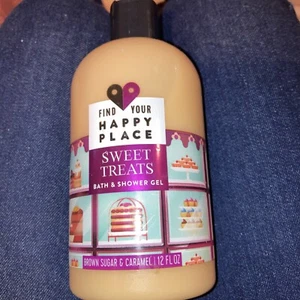 FIND YOUR
HAPPY
PLACE
SWEET
TREATS
BATH & SHOWER GEL
BROWN SUGAR & CARAMEL | 12 FL OZ